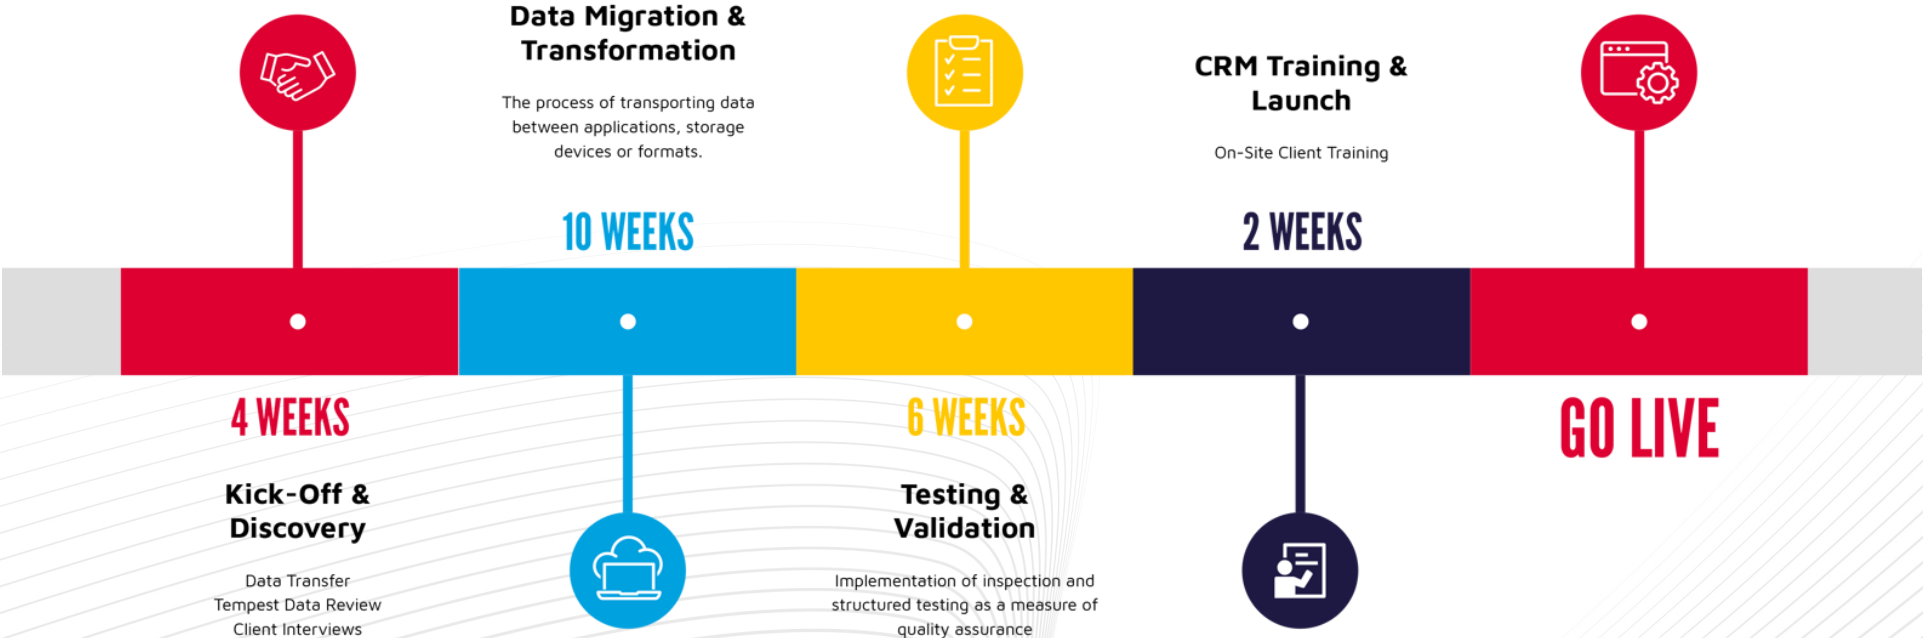 4 WEEKS
Kick-Off &
Discovery
Data Transfer
Tempest Data Review
Client Interviews
Data Migration &
Transformation
The process of transporting data
between applications, storage
devices or formats.
10 WEEKS
6 WEEKS
Testing &
Validation
Implementation of inspection and
structured testing as a measure of
quality assurance
CRM Training &
Launch
On-Site Client Training
2 WEEKS
GO LIVE